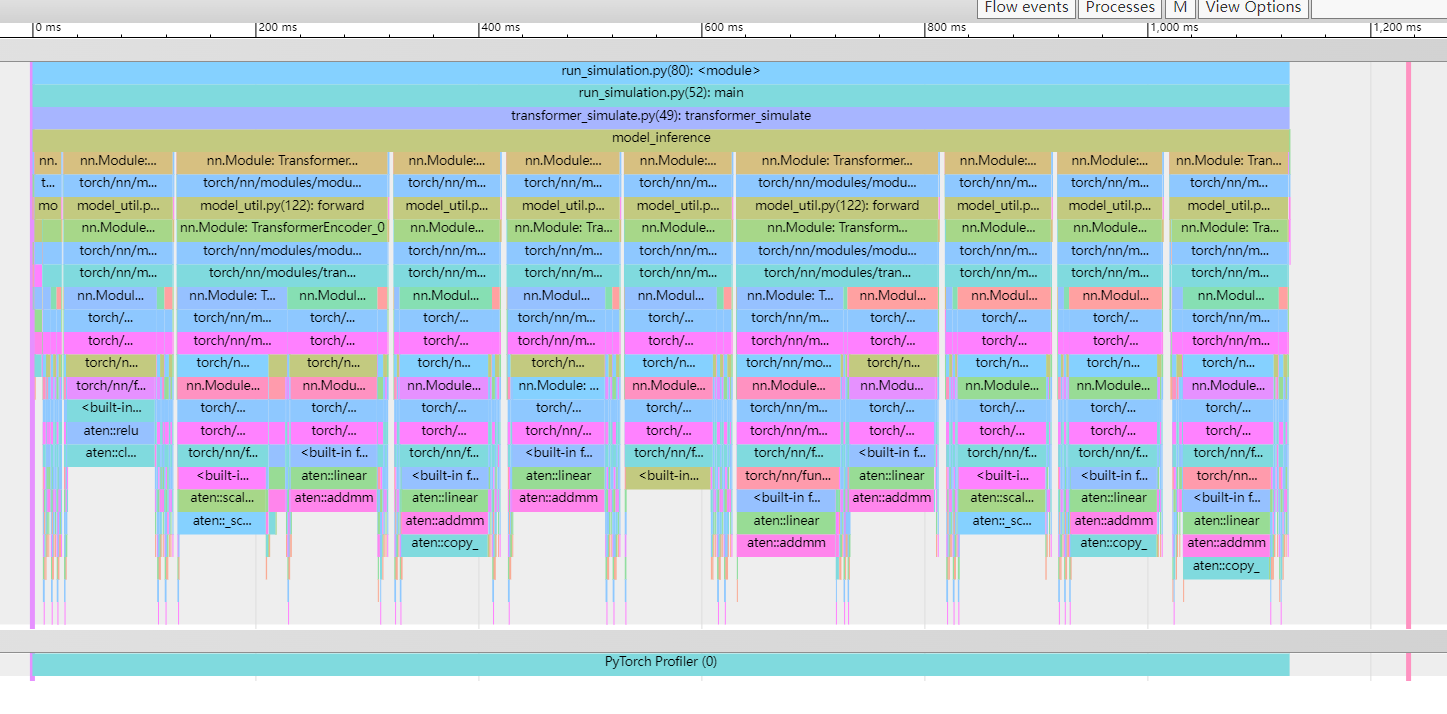 Flow events Processes M View Options
0 ms 200 ms 400 ms 600 ms 800 ms 1,000 ms 1,200 ms
run_simulation.py(80): <module>
run_simulation.py(52): main
transformer_simulate.py(49): transformer_simulate
model_inference
nn. nn.Module:... nn.Module: Transformer... nn.Module:... nn.Module:... nn.Module:... nn.Module: Transformer... nn.Module:... nn.Module:... nn.Module: Tran...
t... torch/nn/m... torch/nn/modules/modu... torch/nn/m... torch/nn/m... torch/nn/m... torch/nn/modules/modu... torch/nn/m... torch/nn/m... torch/nn/m...
mo model_util.p... model_util.py(122): forward model_util.p... model_util.p... model_util.p... model_util.py(122): forward model_util.p... model_util.p... model_util.p...
nn.Module... nn.Module: TransformerEncoder_0 nn.Module... nn.Module: Tra... nn.Module... nn.Module: Transform... nn.Module... nn.Module... nn.Module: Tra...
torch/nn/m... torch/nn/modules/modu... torch/nn/m... torch/nn/m... torch/nn/m... torch/nn/modules/modu... torch/nn/m... torch/nn/m... torch/nn/m...
torch/nn/m... torch/nn/modules/tran... torch/nn/m... torch/nn/m... torch/nn/m... torch/nn/modules/tran... torch/nn/m... torch/nn/m... torch/nn/m...
nn.Modul... nn.Module: T... nn.Modul... nn.Modul... nn.Modul... nn.Modul... nn.Module: T... nn.Modul... nn.Modul... nn.Modul... nn.Modul...
torch/... torch/nn/m... torch/... torch/... torch/nn/m... torch/... torch/nn/m... torch/... torch/... torch/... torch/nn/m...
torch/... torch/nn/m... torch/... torch/... torch/nn/m... torch/... torch/nn/m... torch/... torch/... torch/... torch/nn/m...
torch/n... torch/n... torch/n... torch/n... torch/n... torch/n... torch/nn/mo... torch/n... torch/n... torch/n... torch/n...
torch/nn/f... nn.Module... nn.Modu... nn.Module... nn.Module: ... nn.Module... nn.Module... nn.Modu... nn.Module... nn.Module... nn.Module...
<built-in... torch/... torch/... torch/... torch/... torch/... torch/nn/m... torch/... torch/... torch/... torch/...
aten::relu torch/... torch/... torch/... torch/nn/... torch/... torch/nn/m... torch/... torch/... torch/... torch/...
aten::cl... torch/nn/f... <built-in f... torch/nn/f... <built-in f... torch/nn/f... torch/nn/f... <built-in f... torch/nn/f... torch/nn/f... torch/nn/f...
<built-i... aten::linear <built-in f... aten::linear <built-in... torch/nn/fun... aten::linear <built-i... <built-in f... torch/nn...
aten::scal... aten::addmm aten::linear aten::addmm <built-in f... aten::addmm aten::scal... aten::linear <built-in f...
aten::_sc... aten::addmm aten::linear aten::_sc... aten::addmm aten::linear
aten::copy_ aten::addmm aten::copy_ aten::addmm
aten::copy_
PyTorch Profiler (0)